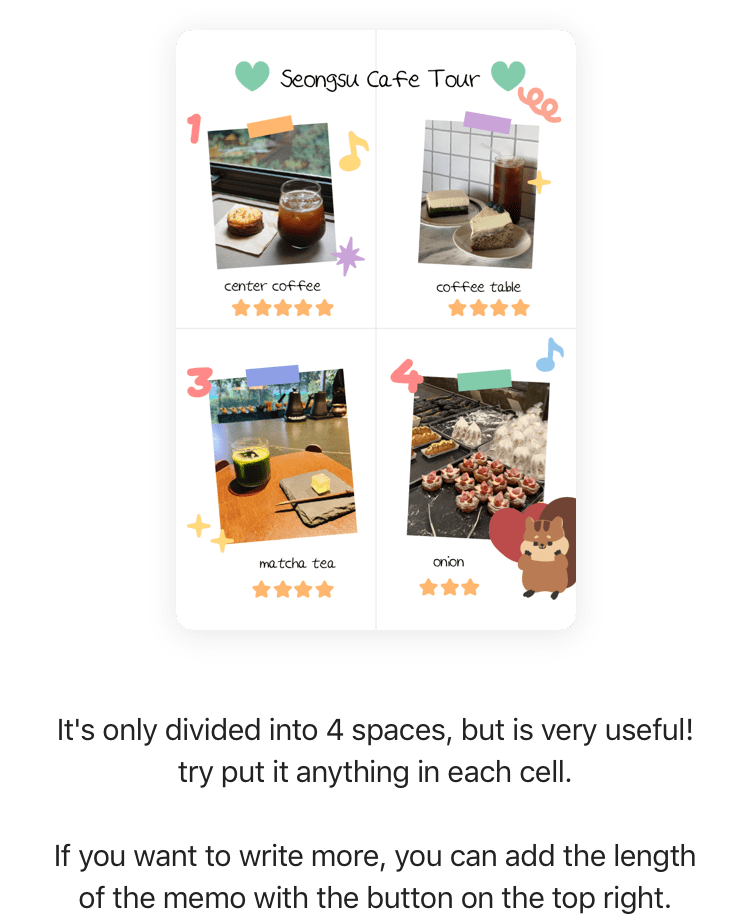 Seongsu Cafe Tour
1
center coffee
coffee table
3
4
matcha tea
onion
It's only divided into 4 spaces, but is very useful!
try put it anything in each cell.
If you want to write more, you can add the length
of the memo with the button on the top right.